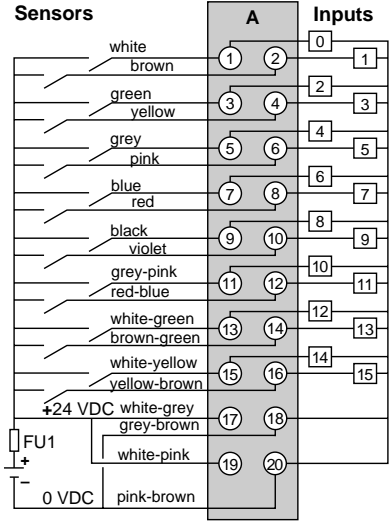 Sensors A Inputs
white 0
brown 1 2 1
green 2
yellow 3 4 3
grey 4
pink 5 6 5
blue 6
red 7 8 7
black 8
violet 9 10 9
grey-pink 10
red-blue 11 12 11
white-green 12
brown-green 13 14 13
white-yellow 14
yellow-brown 15 16 15
+24 VDC white-grey
grey-brown 17 18
FU1
white-pink
+ 19 20
–
0 VDC pink-brown